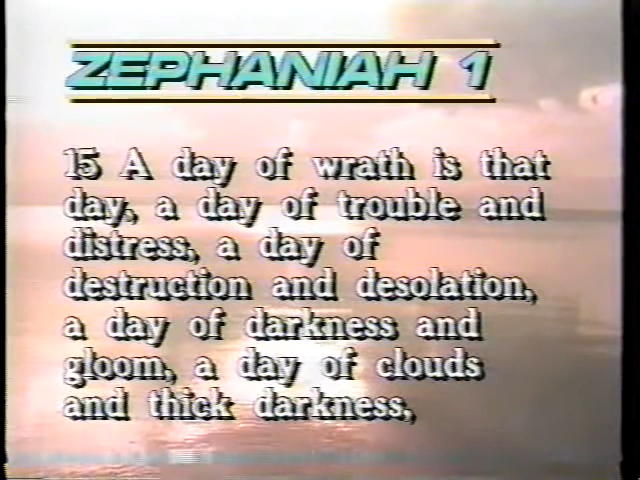 ZEPHANIAH 1
15 A day of wrath is that
day, a day of trouble and
distress, a day of
destruction and desolation,
a day of darkness and
gloom, a day of clouds
and thick darkness,